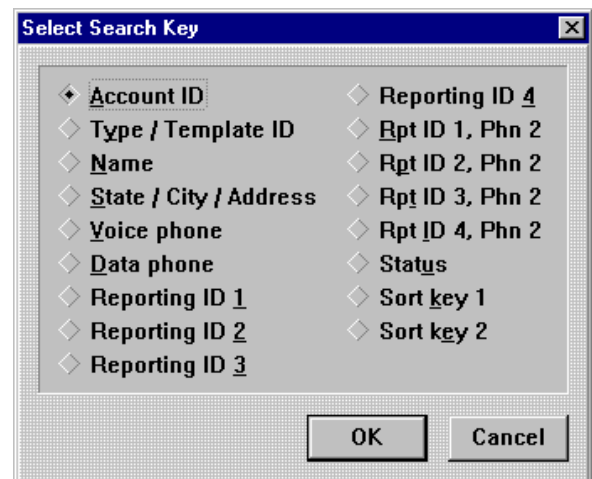 Select Search Key
Account ID
Type / Template ID
Name
State / City / Address
Voice phone
Data phone
Reporting ID 1
Reporting ID 2
Reporting ID 3
Reporting ID 4
Rpt ID 1, Phn 2
Rpt ID 2, Phn 2
Rpt ID 3, Phn 2
Rpt ID 4, Phn 2
Status
Sort key 1
Sort key 2
OK
Cancel